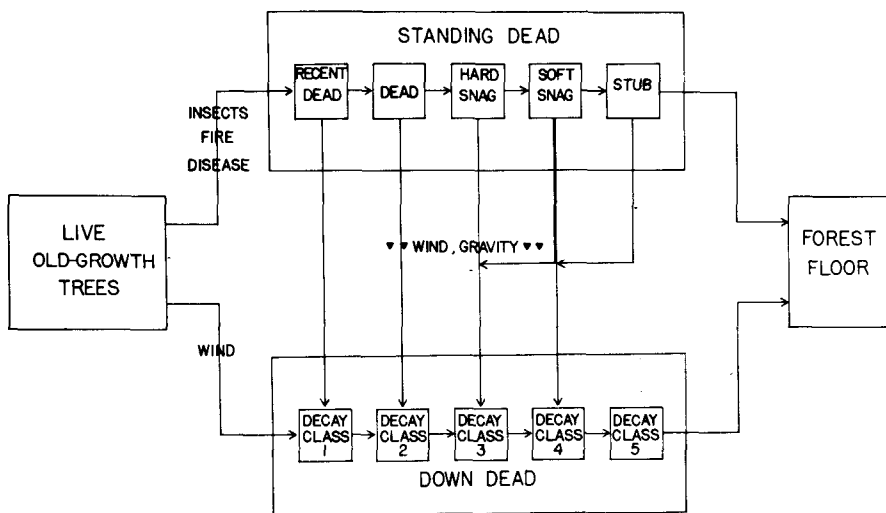 STANDING DEAD
RECENT
DEAD
DEAD
HARD
SNAG
SOFT
SNAG
STUB
INSECTS
FIRE
DISEASE
LIVE
OLD-GROWTH
TREES
WIND, GRAVITY
FOREST
FLOOR
WIND
DECAY
CLASS
1
DECAY
CLASS
2
DECAY
CLASS
3
DECAY
CLASS
4
DECAY
CLASS
5
DOWN DEAD